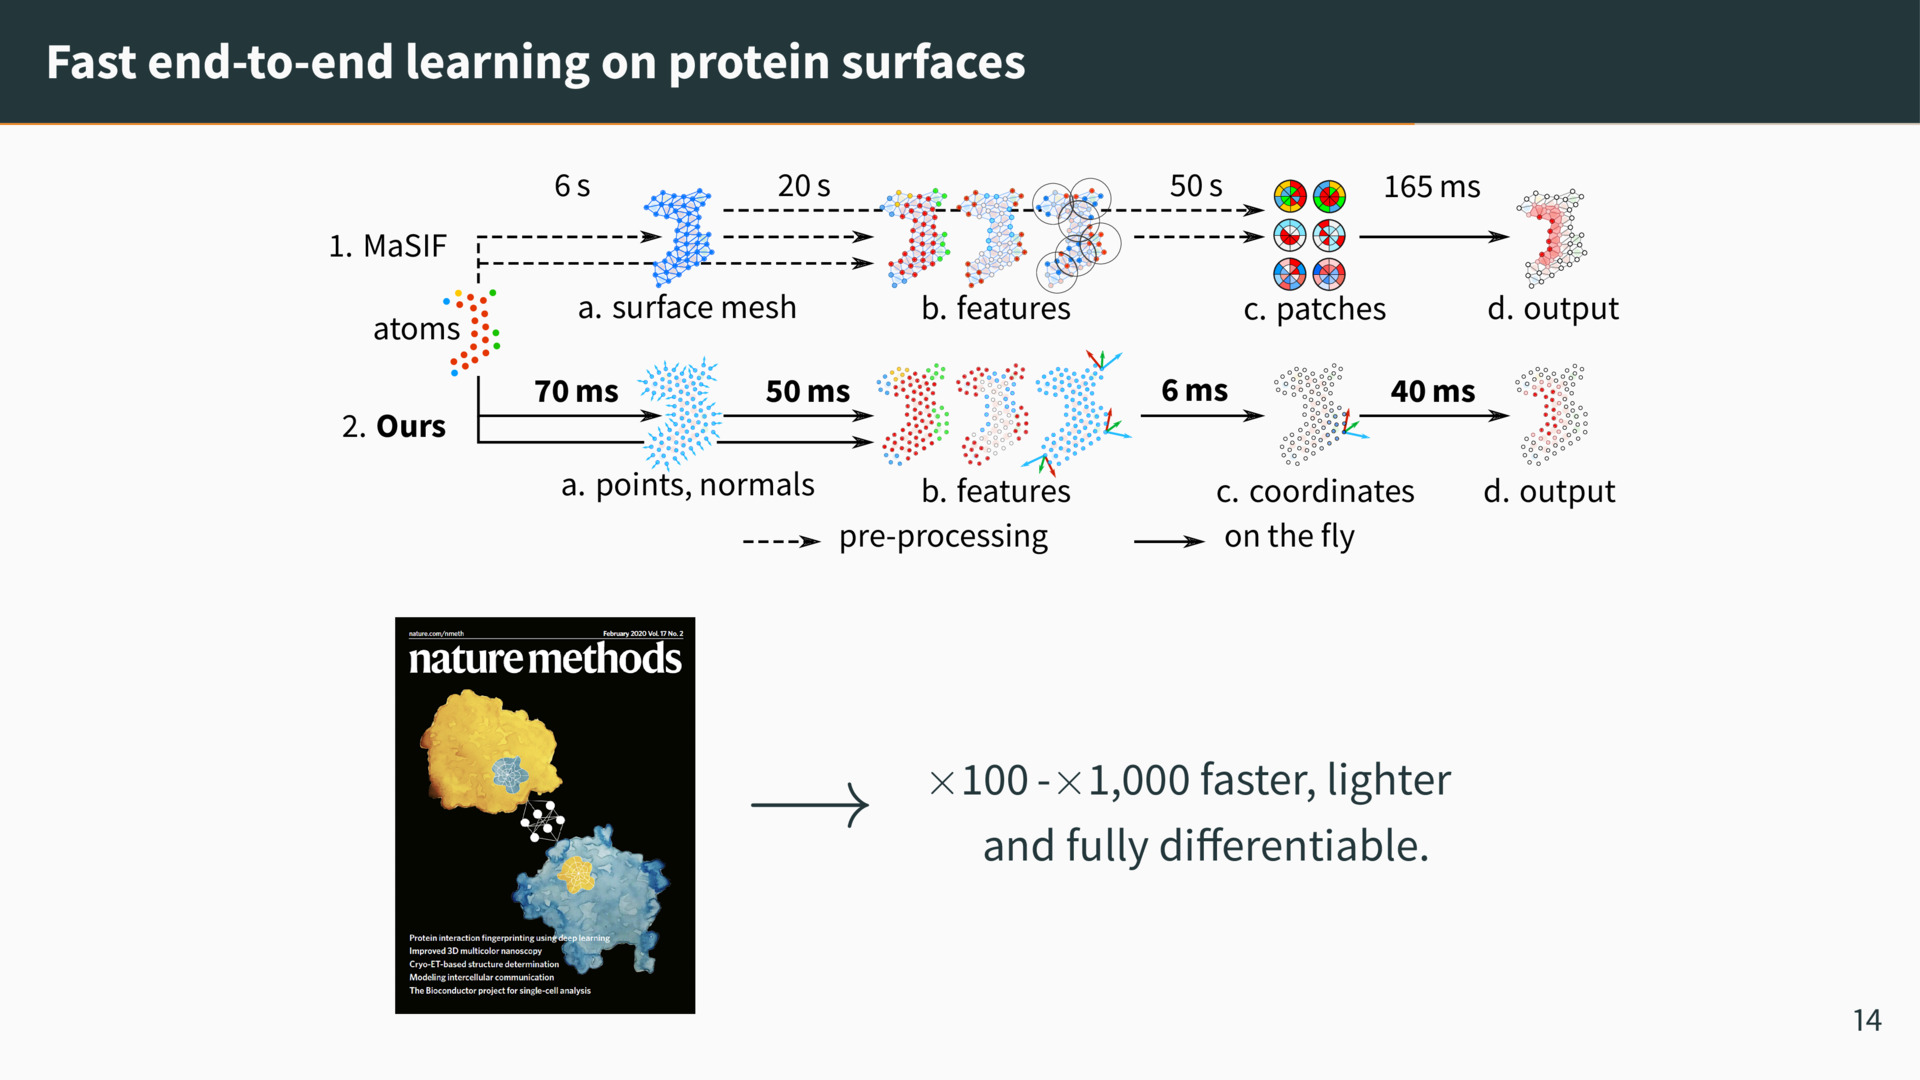 Fast end-to-end learning on protein surfaces
6 s
20 s
50 s
165 ms
1. MaSIF
a. surface mesh
b. features
c. patches
d. output
atoms
70 ms
50 ms
6 ms
40 ms
2. Ours
a. points, normals
b. features
c. coordinates
d. output
pre-processing
on the fly
nature.com/nmeth
February 2020 Vol. 17 No. 2
nature methods
Protein interaction fingerprinting using deep learning
Improved 3D multicolor nanoscopy
Cryo-ET-based structure determination
Modeling intercellular communication
The Bioconductor project for single-cell analysis
×100 -×1,000 faster, lighter
and fully differentiable.
14